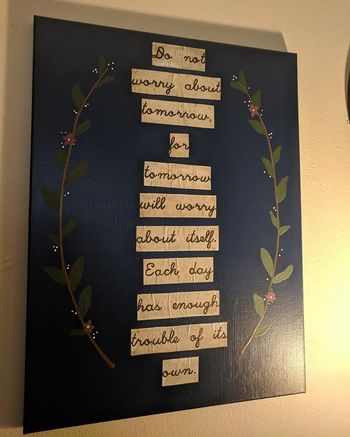 Do not
worry about
tomorrow,
for
tomorrow
will worry
about itself.
Each day
has enough
trouble of its
own.